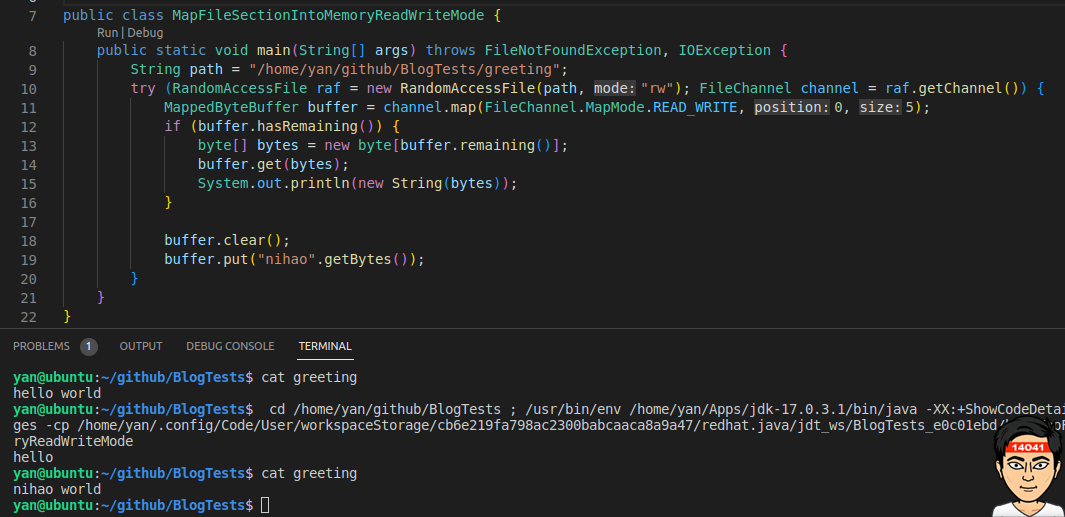 7 public class MapFileSectionIntoMemoryReadWriteMode {
Run | Debug
8 public static void main(String[] args) throws FileNotFoundException, IOException {
9 String path = "/home/yan/github/BlogTests/greeting";
10 try (RandomAccessFile raf = new RandomAccessFile(path, mode: "rw"); FileChannel channel = raf.getChannel()) {
11 MappedByteBuffer buffer = channel.map(FileChannel.MapMode.READ_WRITE, position: 0, size: 5);
12 if (buffer.hasRemaining()) {
13 byte[] bytes = new byte[buffer.remaining()];
14 buffer.get(bytes);
15 System.out.println(new String(bytes));
16 }
17
18 buffer.clear();
19 buffer.put("nihao".getBytes());
20 }
21 }
22 }
PROBLEMS 1 OUTPUT DEBUG CONSOLE TERMINAL
yan@ubuntu:~/github/BlogTests$ cat greeting
hello world
yan@ubuntu:~/github/BlogTests$ cd /home/yan/github/BlogTests ; /usr/bin/env /home/yan/Apps/jdk-17.0.3.1/bin/java -XX:+ShowCodeDetai
ges -cp /home/yan/.config/Code/User/workspaceStorage/cb6e219fa798ac2300babcaaca8a9a47/redhat.java/jdt_ws/BlogTests_e0c01ebd/
ryReadWriteMode
hello
yan@ubuntu:~/github/BlogTests$ cat greeting
nihao world
yan@ubuntu:~/github/BlogTests$
14041